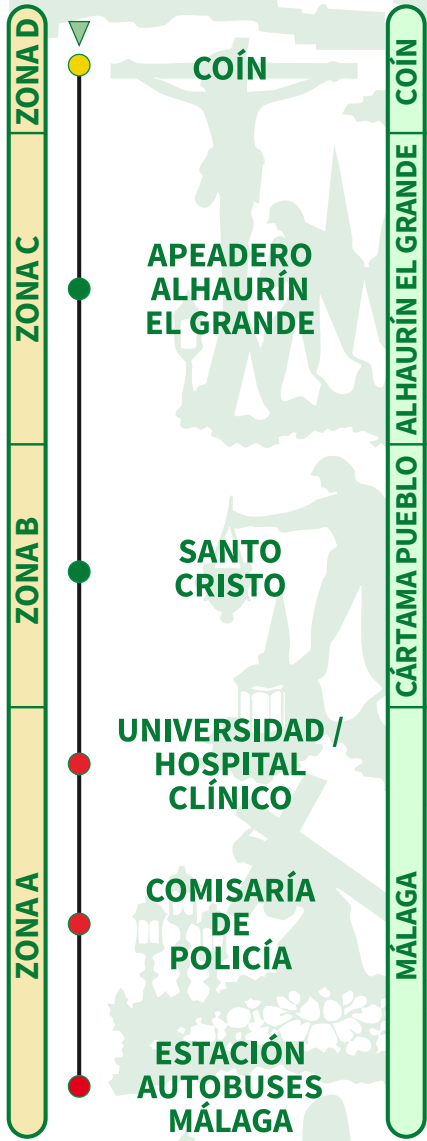 ZONA D
COÍN
COÍN
ZONA C
APEADERO
ALHAURÍN
EL GRANDE
ALHAURÍN EL GRANDE
ZONA B
SANTO
CRISTO
CÁRTAMA PUEBLO
ZONA A
UNIVERSIDAD /
HOSPITAL
CLÍNICO
COMISARÍA
DE
POLICÍA
ESTACIÓN
AUTOBUSES
MÁLAGA
MÁLAGA